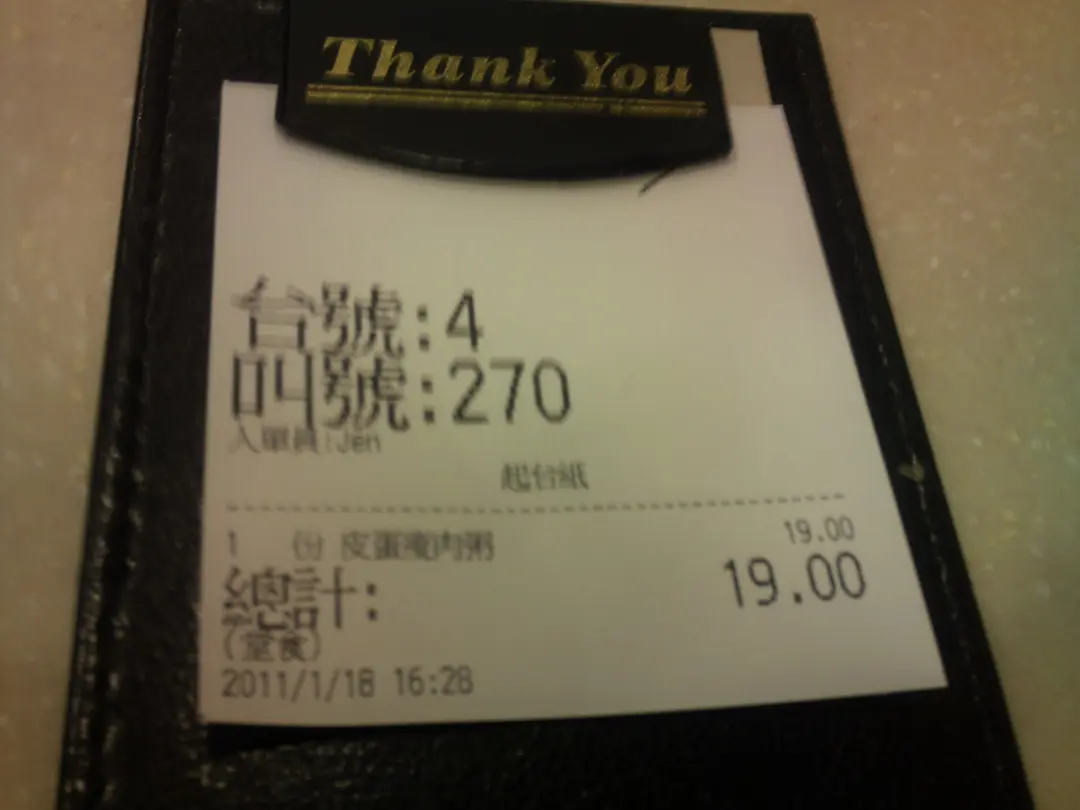 Thank You
台號:4
叫號:270
入單員:Jen
起台紙
1 份 皮蛋瘦肉粥 19.00
總計: 19.00
(堂食)
2011/1/18 16:28